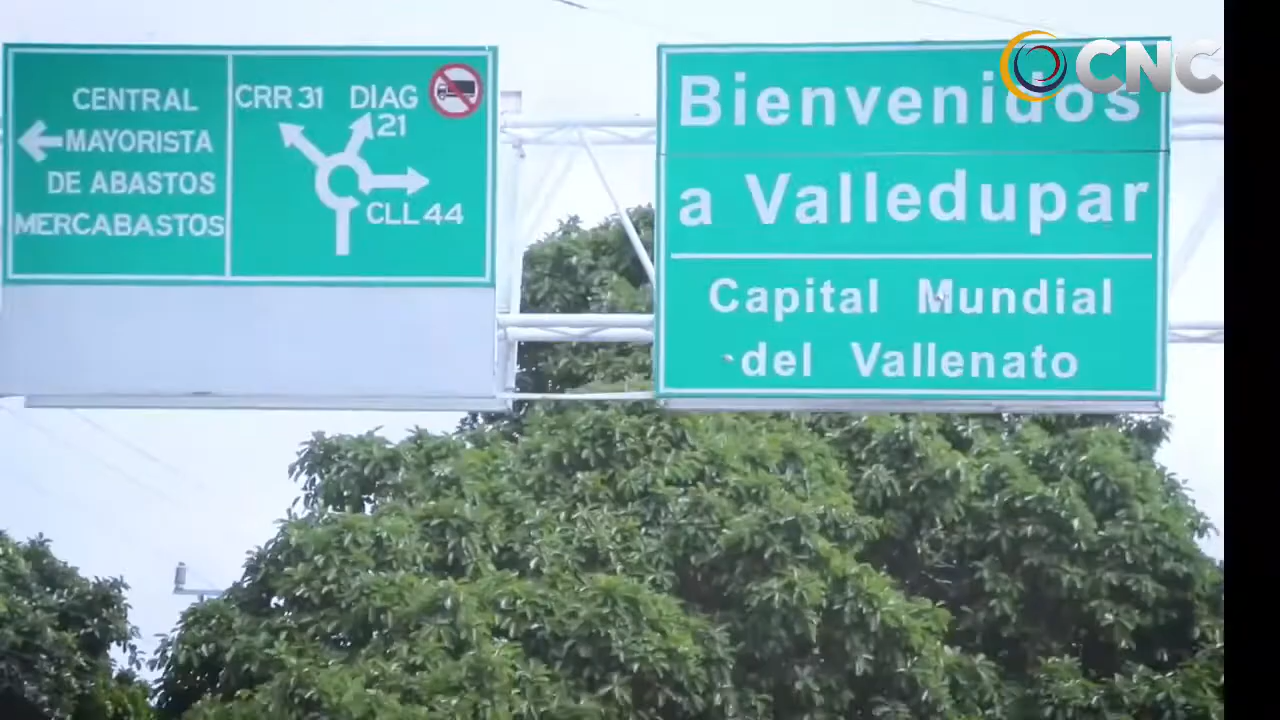 CENTRAL
MAYORISTA
DE ABASTOS
MERCABASTOS
CRR 31
DIAG
21
CLL 44
Bienvenidos
a Valledupar
Capital Mundial
del Vallenato
CNC